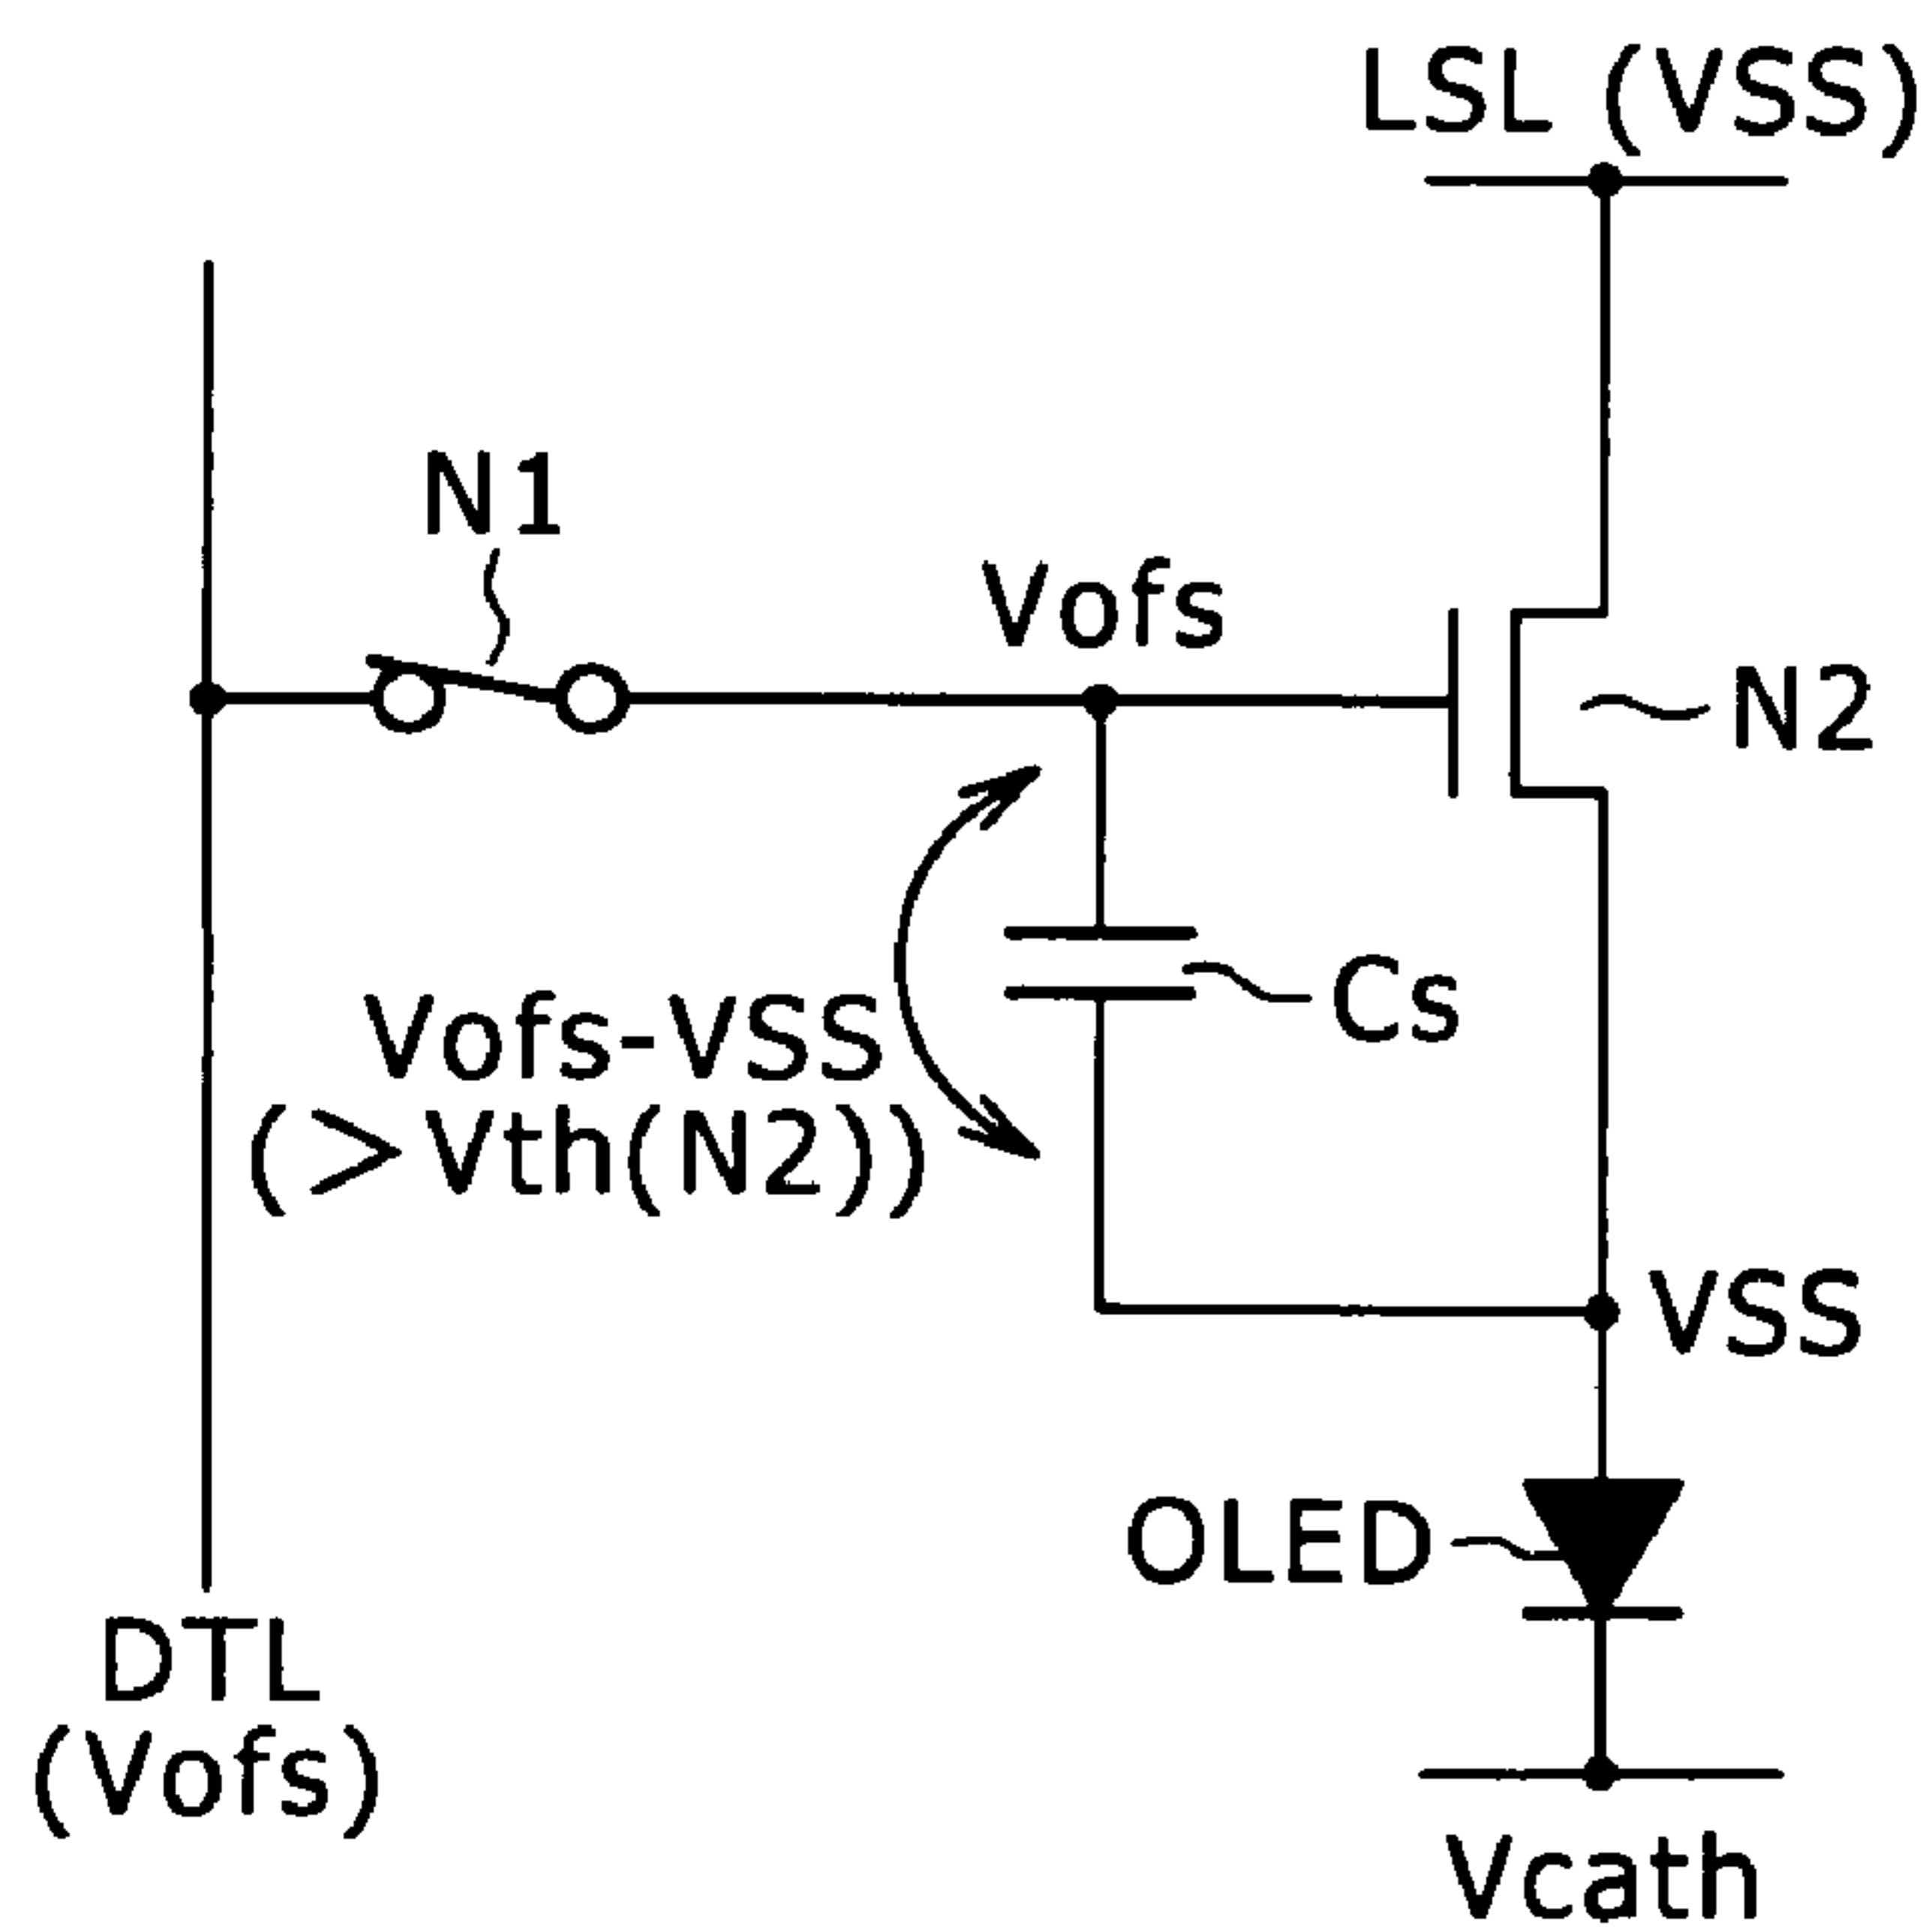 LSL (VSS)
N1
Vofs
N2
Cs
Vofs-VSS
(>Vth(N2))
VSS
OLED
DTL
(Vofs)
Vcath